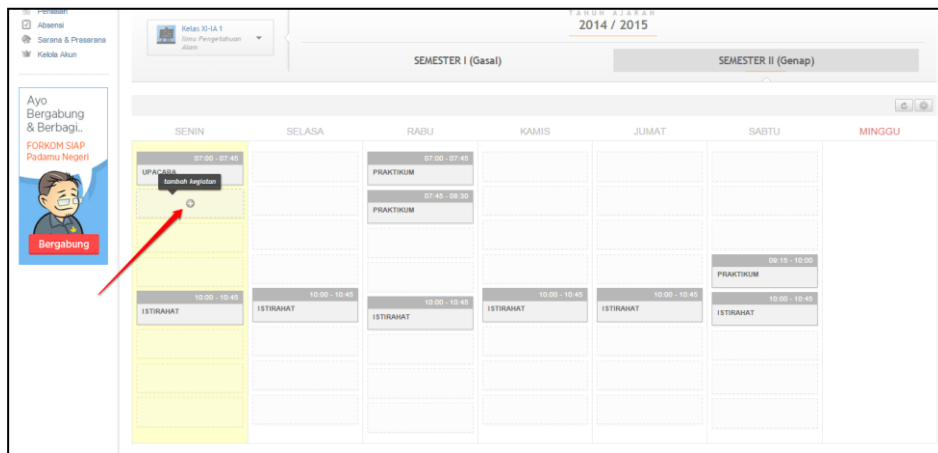 Penilaian
Absensi
Sarana & Prasarana
Kelola Akun
Kelas XI-IA 1
Ilmu Pengetahuan
Alam
TAHUN AJARAN
2014 / 2015
SEMESTER I (Gasal)
SEMESTER II (Genap)
Ayo
Bergabung
& Berbagi..
FORKOM SIAP
Padamu Negeri
Bergabung
SENIN SELASA RABU KAMIS JUMAT SABTU MINGGU
07:00 - 07:45
UPACARA
tambah kegiatan
10:00 - 10:45
ISTIRAHAT
10:00 - 10:45
ISTIRAHAT
07:00 - 07:45
PRAKTIKUM
07:45 - 08:30
PRAKTIKUM
10:00 - 10:45
ISTIRAHAT
10:00 - 10:45
ISTIRAHAT
10:00 - 10:45
ISTIRAHAT
09:15 - 10:00
PRAKTIKUM
10:00 - 10:45
ISTIRAHAT